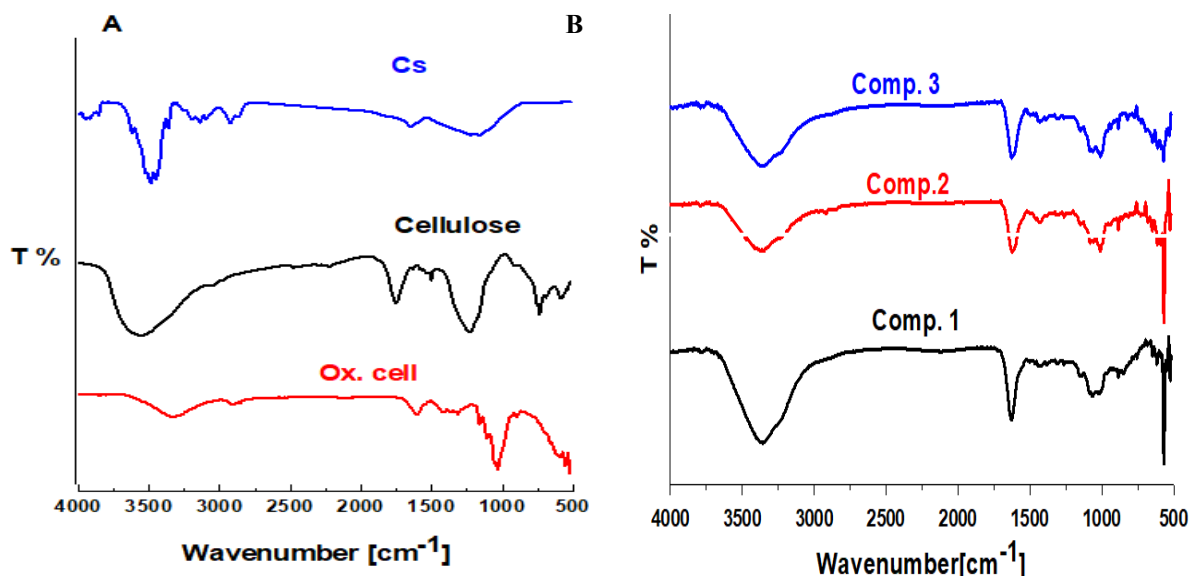 A
Cs
Cellulose
T %
Ox. cell
4000 3500 3000 2500 2000 1500 1000 500
Wavenumber [cm⁻¹]
B
Comp. 3
Comp.2
T %
Comp. 1
4000 3500 3000 2500 2000 1500 1000 500
Wavenumber[cm⁻¹]